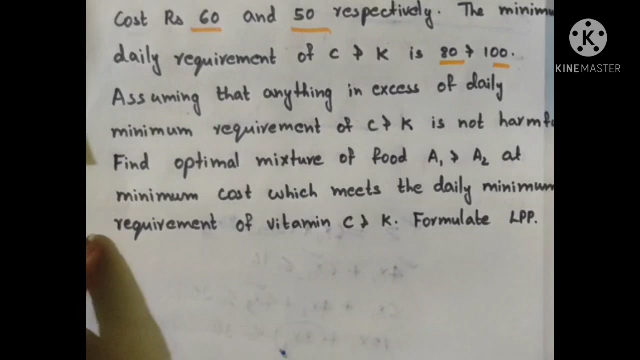 Cost Rs 60 and 50 respectively. The minimu
daily requirement of C & K is 80 & 100.
Assuming that anything in excess of daily
minimum requirement of C & K is not harmfu
Find optimal mixture of food A₁ & A₂ at
minimum cost which meets the daily minimum
requirement of vitamin C & K. Formulate LPP.
K
KINEMASTER